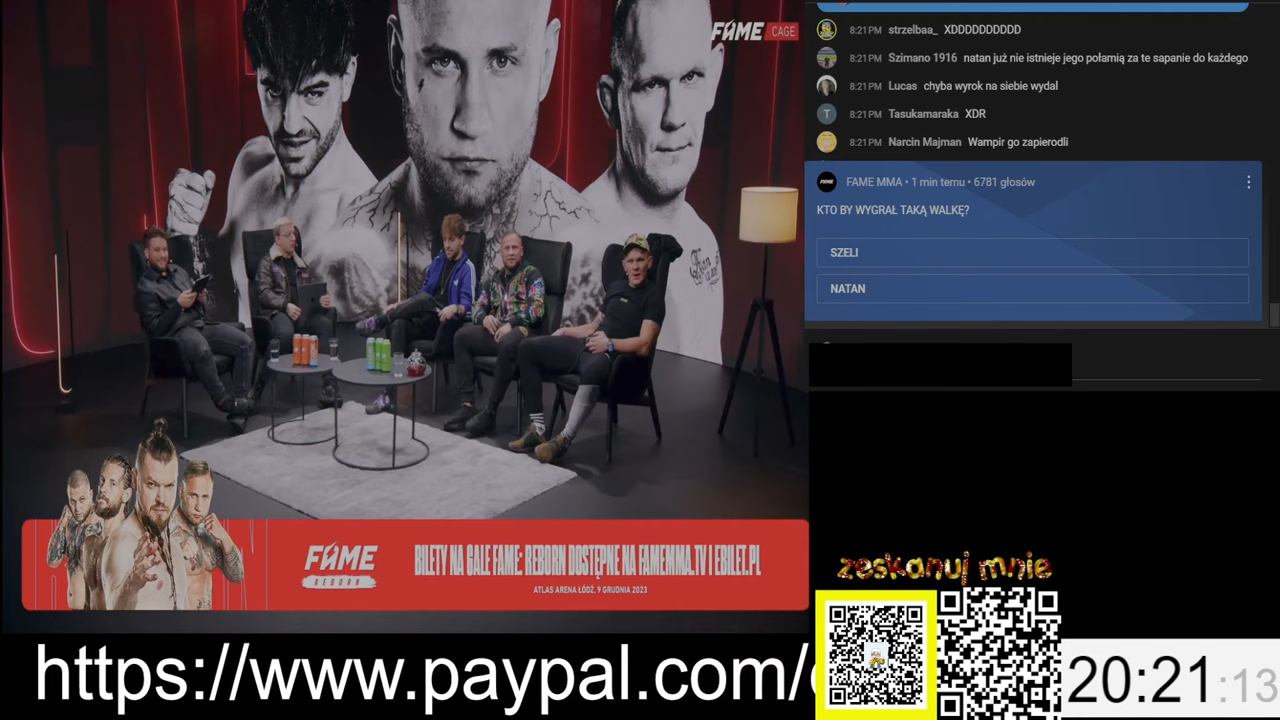 FAME CAGE
8:21 PM strzelbaa_ XDDDDDDDDDD
8:21 PM Szimano 1916 natan już nie istnieje jego połamią za te sapanie do każdego
8:21 PM Lucas chyba wyrok na siebie wydal
T 8:21 PM Tasukamaraka XDR
8:21 PM Narcin Majman Wampir go zapierodli
FAME FAME MMA • 1 min temu • 6781 głosów
KTO BY WYGRAŁ TAKĄ WALKĘ?
SZELI
NATAN
FAME
REBORN
BILETY NA GALE FAME: REBORN DOSTĘPNE NA FAMEMMA.TV I EBILET.PL
ATLAS ARENA ŁÓDŹ, 9 GRUDNIA 2023
zeskanuj mnie
https://www.paypal.com/
20:21:13